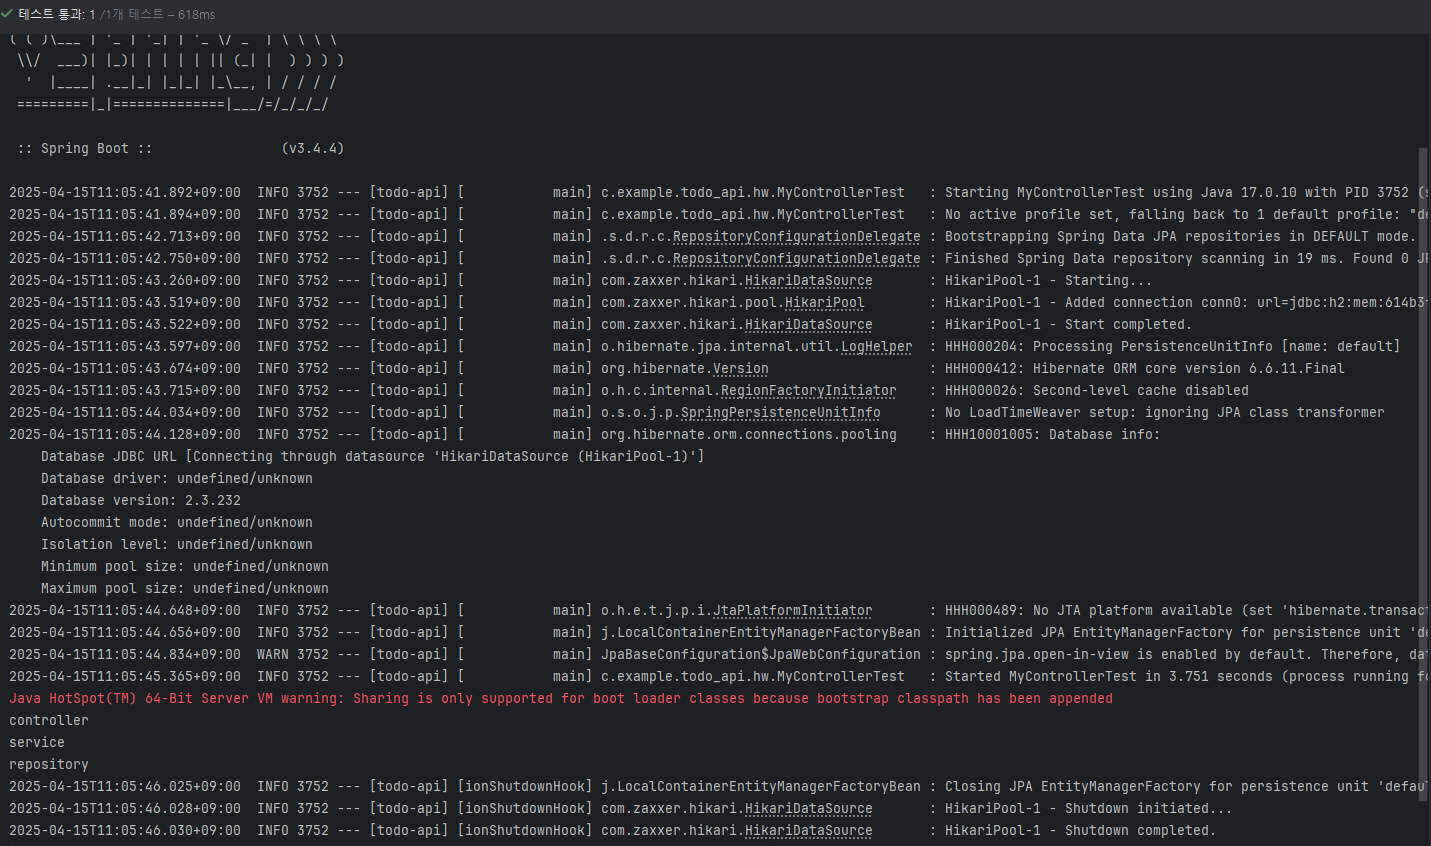 테스트 통과: 1 /1개 테스트 – 618ms
( ( )\___ | '_ | '_| | '_ \/ _` | \ \ \ \
 \\/  ___)| |_)| | | | | || (_| |  ) ) ) )
  '  |____| .__|_| |_|_| |_\__, | / / / /
 =========|_|==============|___/=/_/_/_/
 :: Spring Boot ::                (v3.4.4)
2025-04-15T11:05:41.892+09:00  INFO 3752 --- [todo-api] [           main] c.example.todo_api.hw.MyControllerTest   : Starting MyControllerTest using Java 17.0.10 with PID 3752 (s
2025-04-15T11:05:41.894+09:00  INFO 3752 --- [todo-api] [           main] c.example.todo_api.hw.MyControllerTest   : No active profile set, falling back to 1 default profile: "de
2025-04-15T11:05:42.713+09:00  INFO 3752 --- [todo-api] [           main] .s.d.r.c.RepositoryConfigurationDelegate : Bootstrapping Spring Data JPA repositories in DEFAULT mode.
2025-04-15T11:05:42.750+09:00  INFO 3752 --- [todo-api] [           main] .s.d.r.c.RepositoryConfigurationDelegate : Finished Spring Data repository scanning in 19 ms. Found 0 JP
2025-04-15T11:05:43.260+09:00  INFO 3752 --- [todo-api] [           main] com.zaxxer.hikari.HikariDataSource       : HikariPool-1 - Starting...
2025-04-15T11:05:43.519+09:00  INFO 3752 --- [todo-api] [           main] com.zaxxer.hikari.pool.HikariPool        : HikariPool-1 - Added connection conn0: url=jdbc:h2:mem:614b3
2025-04-15T11:05:43.522+09:00  INFO 3752 --- [todo-api] [           main] com.zaxxer.hikari.HikariDataSource       : HikariPool-1 - Start completed.
2025-04-15T11:05:43.597+09:00  INFO 3752 --- [todo-api] [           main] o.hibernate.jpa.internal.util.LogHelper  : HHH000204: Processing PersistenceUnitInfo [name: default]
2025-04-15T11:05:43.674+09:00  INFO 3752 --- [todo-api] [           main] org.hibernate.Version                    : HHH000412: Hibernate ORM core version 6.6.11.Final
2025-04-15T11:05:43.715+09:00  INFO 3752 --- [todo-api] [           main] o.h.c.internal.RegionFactoryInitiator    : HHH000026: Second-level cache disabled
2025-04-15T11:05:44.034+09:00  INFO 3752 --- [todo-api] [           main] o.s.o.j.p.SpringPersistenceUnitInfo      : No LoadTimeWeaver setup: ignoring JPA class transformer
2025-04-15T11:05:44.128+09:00  INFO 3752 --- [todo-api] [           main] org.hibernate.orm.connections.pooling    : HHH10001005: Database info:
    Database JDBC URL [Connecting through datasource 'HikariDataSource (HikariPool-1)']
    Database driver: undefined/unknown
    Database version: 2.3.232
    Autocommit mode: undefined/unknown
    Isolation level: undefined/unknown
    Minimum pool size: undefined/unknown
    Maximum pool size: undefined/unknown
2025-04-15T11:05:44.648+09:00  INFO 3752 --- [todo-api] [           main] o.h.e.t.j.p.i.JtaPlatformInitiator       : HHH000489: No JTA platform available (set 'hibernate.transac
2025-04-15T11:05:44.656+09:00  INFO 3752 --- [todo-api] [           main] j.LocalContainerEntityManagerFactoryBean : Initialized JPA EntityManagerFactory for persistence unit 'de
2025-04-15T11:05:44.834+09:00  WARN 3752 --- [todo-api] [           main] JpaBaseConfiguration$JpaWebConfiguration : spring.jpa.open-in-view is enabled by default. Therefore, da
2025-04-15T11:05:45.365+09:00  INFO 3752 --- [todo-api] [           main] c.example.todo_api.hw.MyControllerTest   : Started MyControllerTest in 3.751 seconds (process running fo
Java HotSpot(TM) 64-Bit Server VM warning: Sharing is only supported for boot loader classes because bootstrap classpath has been appended
controller
service
repository
2025-04-15T11:05:46.025+09:00  INFO 3752 --- [todo-api] [ionShutdownHook] j.LocalContainerEntityManagerFactoryBean : Closing JPA EntityManagerFactory for persistence unit 'defau
2025-04-15T11:05:46.028+09:00  INFO 3752 --- [todo-api] [ionShutdownHook] com.zaxxer.hikari.HikariDataSource       : HikariPool-1 - Shutdown initiated...
2025-04-15T11:05:46.030+09:00  INFO 3752 --- [todo-api] [ionShutdownHook] com.zaxxer.hikari.HikariDataSource       : HikariPool-1 - Shutdown completed.